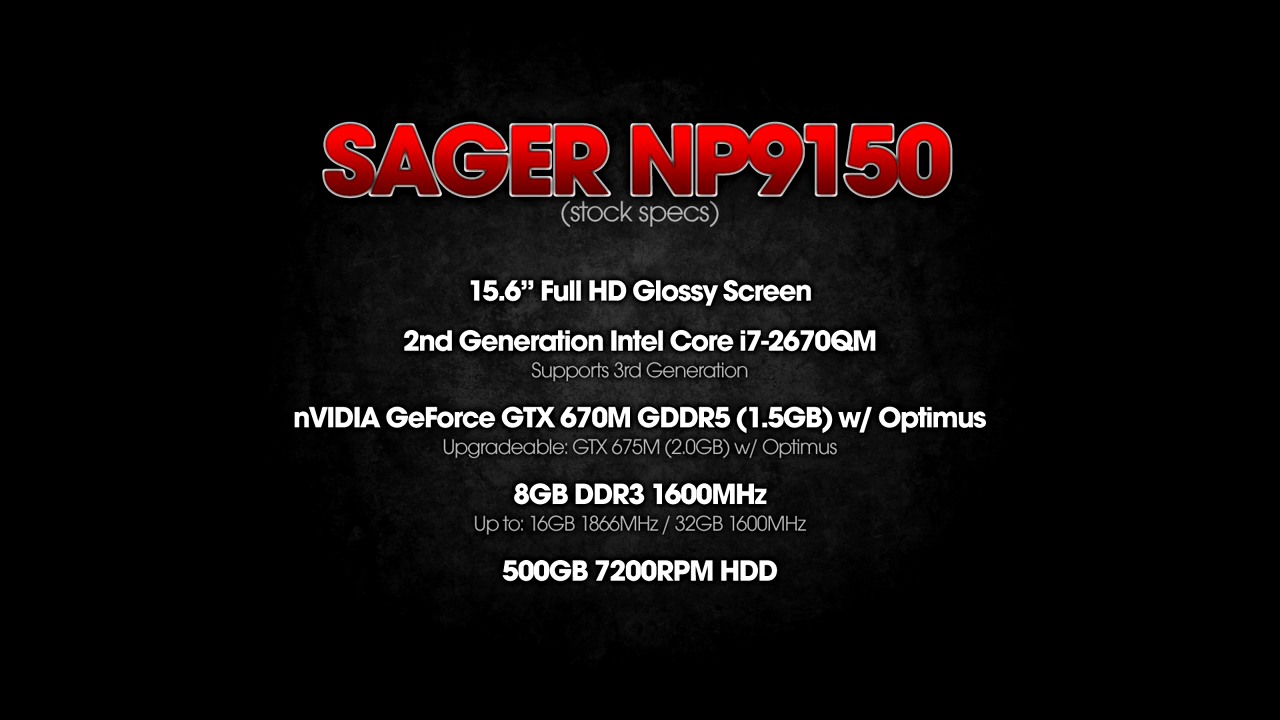 SAGER NP9150
(stock specs)
15.6” Full HD Glossy Screen
2nd Generation Intel Core i7-2670QM
Supports 3rd Generation
nVIDIA GeForce GTX 670M GDDR5 (1.5GB) w/ Optimus
Upgradeable: GTX 675M (2.0GB) w/ Optimus
8GB DDR3 1600MHz
Up to: 16GB 1866MHz / 32GB 1600MHz
500GB 7200RPM HDD